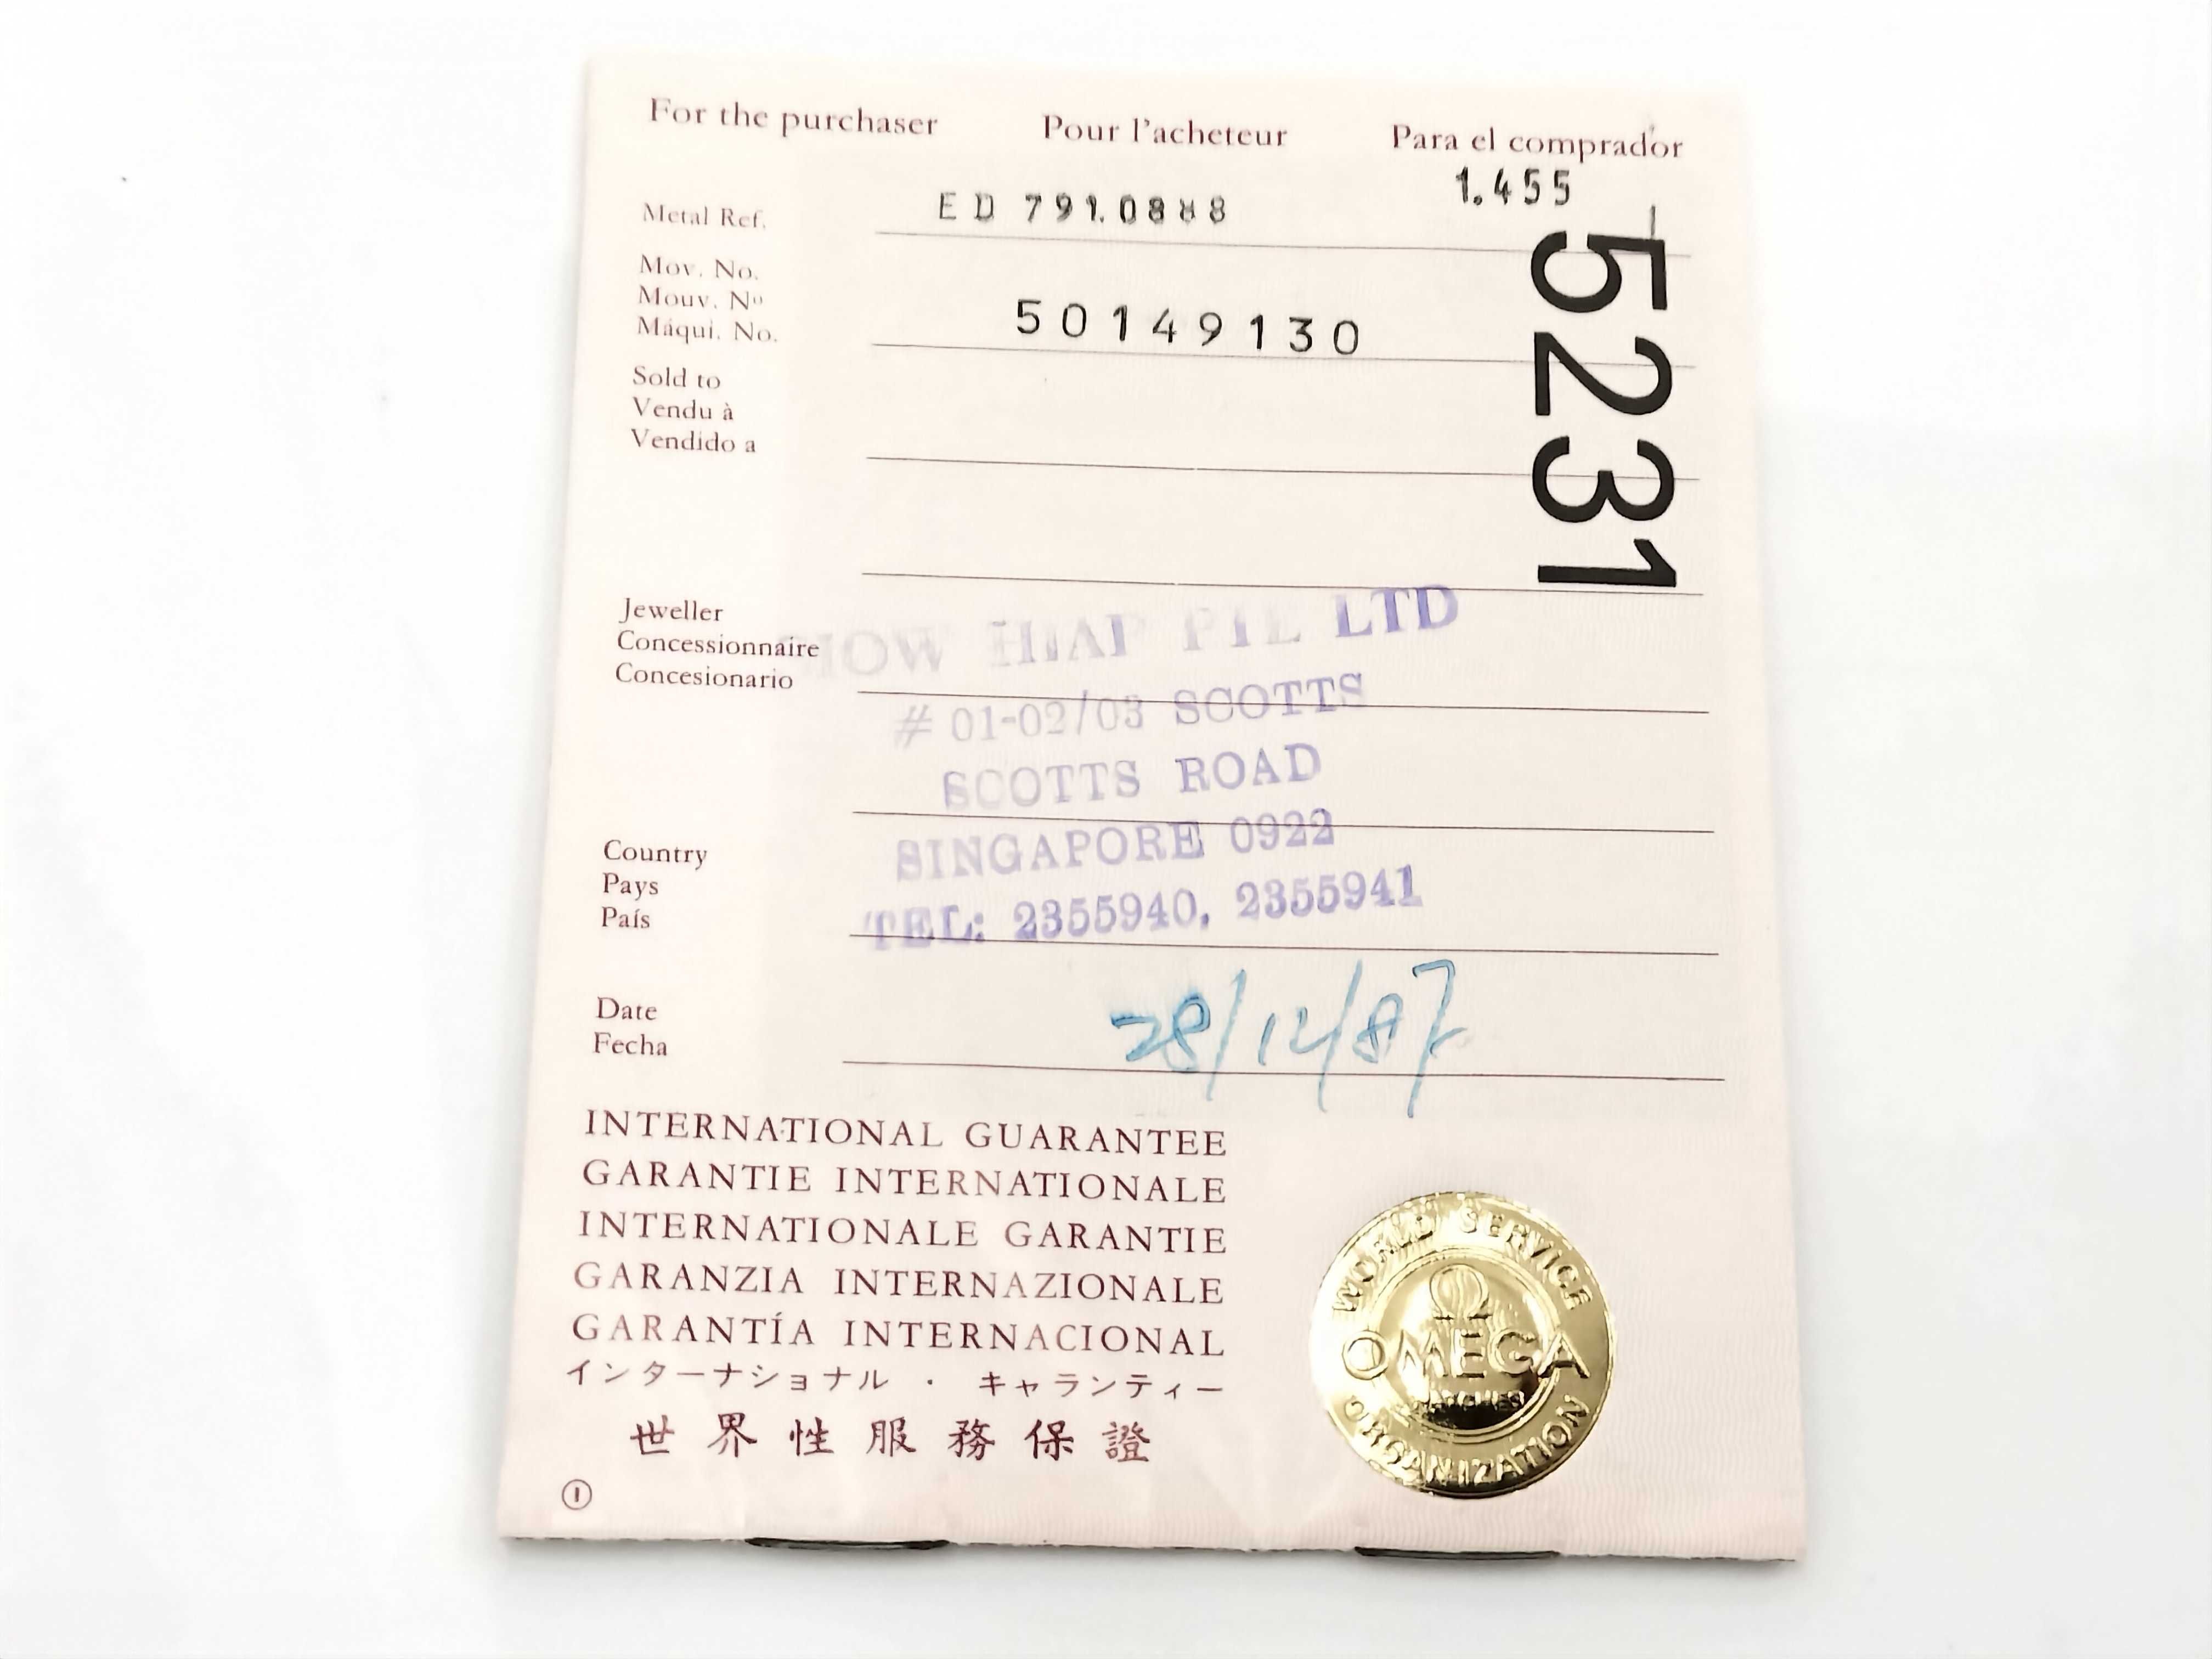 For the purchaser Pour l'acheteur Para el comprador
1.455
Metal Ref. ED 791.0888
5231
Mov. No.
Mouv. Nº
Máqui. No. 50149130
Sold to
Vendu à
Vendido a
Jeweller
Concessionnaire
Concesionario
HIAP LTD
# 01-02/03 SCOTTS
SCOTTS ROAD
SINGAPORE 0922
TEL: 2355940, 2355941
Country
Pays
País
Date
Fecha
28/12/87
INTERNATIONAL GUARANTEE
GARANTIE INTERNATIONALE
INTERNATIONALE GARANTIE
GARANZIA INTERNAZIONALE
GARANTÍA INTERNACIONAL
インターナショナル ・ キャランティー
世界性服務保證
1
WORLD SERVICE
Ω
OMEGA
WATCHES
ORGANIZATION